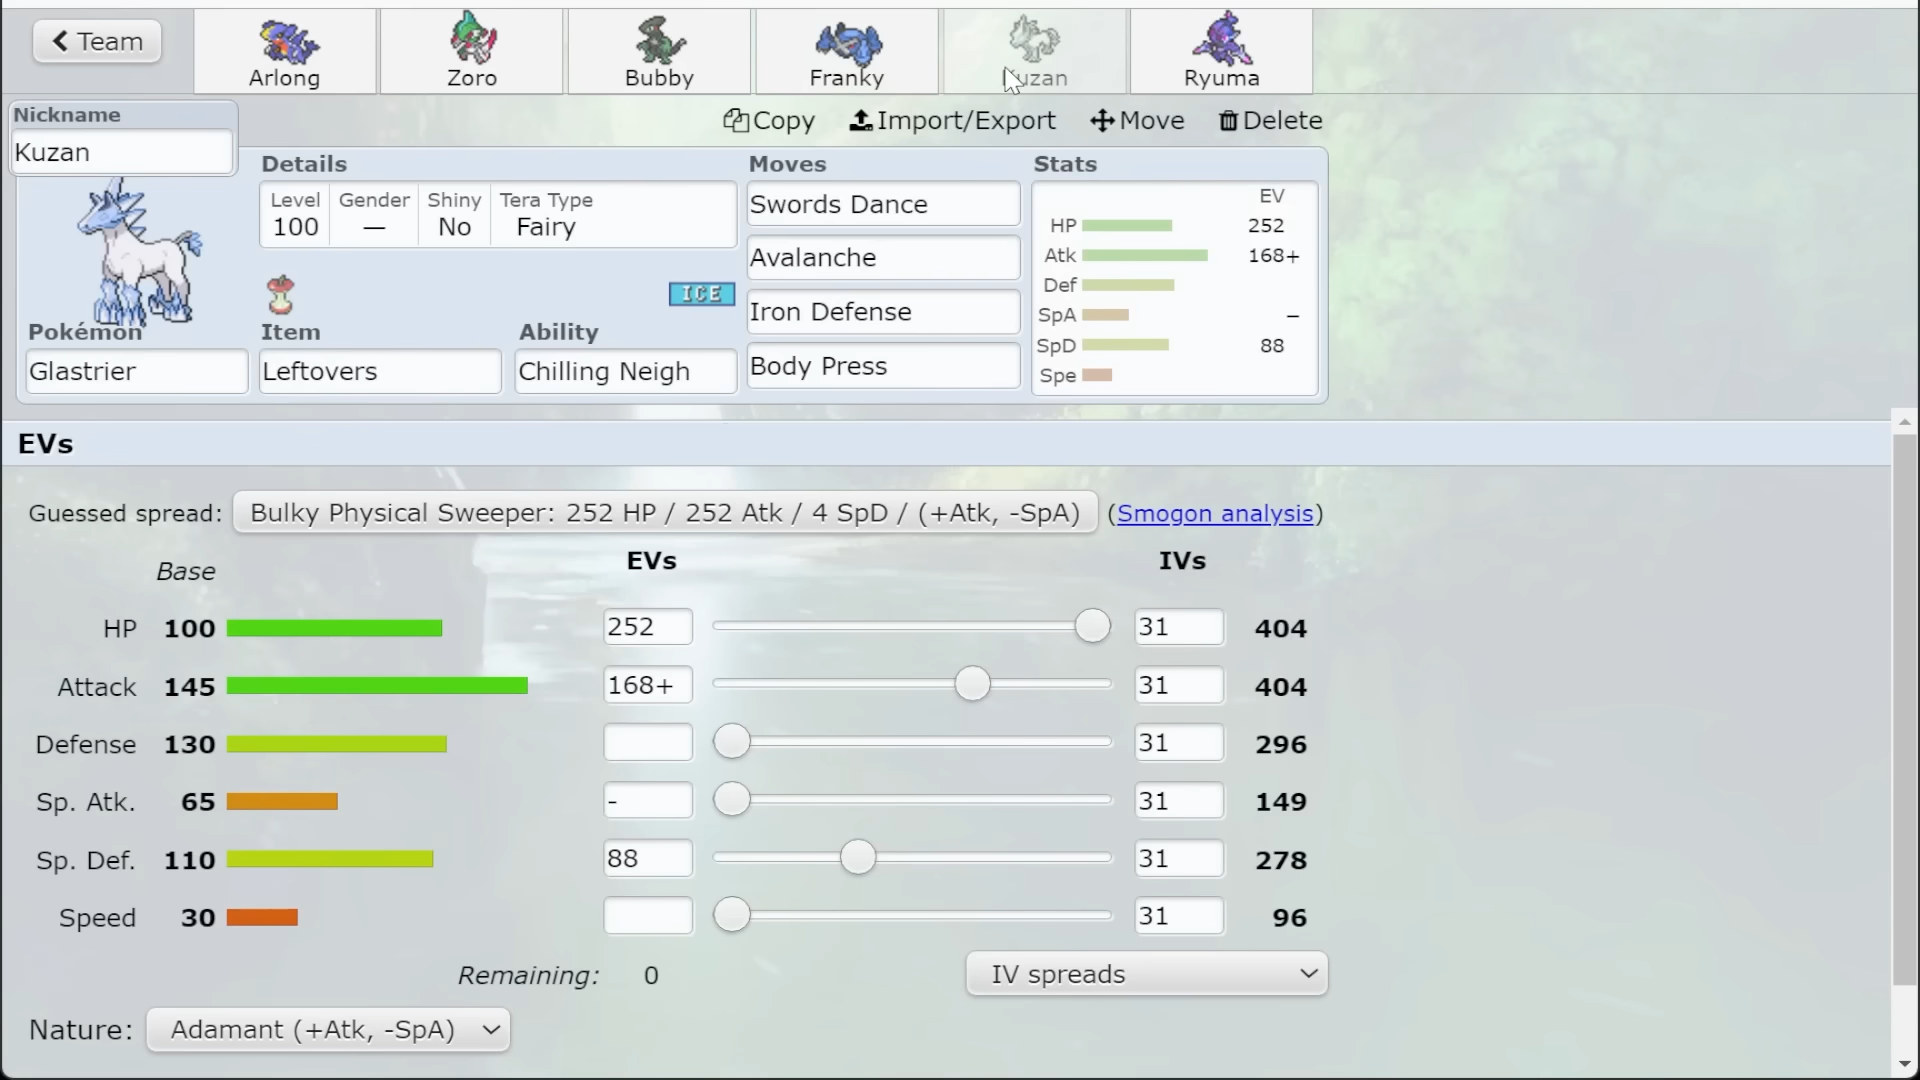 Team
Arlong
Zoro
Bubby
Franky
Kuzan
Ryuma
Nickname
Kuzan
Copy
Import/Export
Move
Delete
Details
Moves
Stats
Level
100
Gender
—
Shiny
No
Tera Type
Fairy
Swords Dance
Avalanche
Iron Defense
Body Press
EV
HP 252
Atk 168+
Def
SpA –
SpD 88
Spe
ICE
Pokémon
Glastrier
Item
Leftovers
Ability
Chilling Neigh
EVs
Guessed spread: Bulky Physical Sweeper: 252 HP / 252 Atk / 4 SpD / (+Atk, -SpA) (Smogon analysis)
Base EVs IVs
HP 100 252 31 404
Attack 145 168+ 31 404
Defense 130 31 296
Sp. Atk. 65 - 31 149
Sp. Def. 110 88 31 278
Speed 30 31 96
Remaining: 0 IV spreads
Nature: Adamant (+Atk, -SpA)